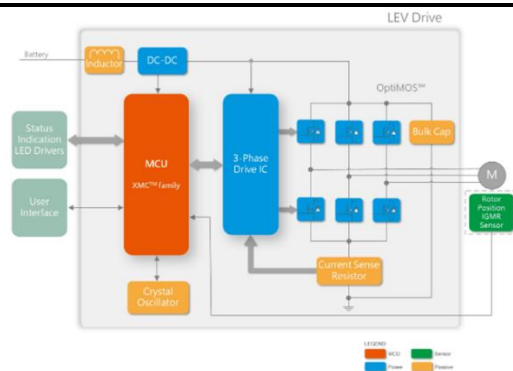 LEV Drive
Battery
Inductor
DC-DC
OptiMOS™
Status
Indication
LED Drivers
MCU
XMC™ family
3-Phase
Drive IC
Bulk Cap
M
User
Interface
Rotor
Position
IGMR
Sensor
Current Sense
Resistor
Crystal
Oscillator
LEGEND
MCU
Sensor
Power
Passive